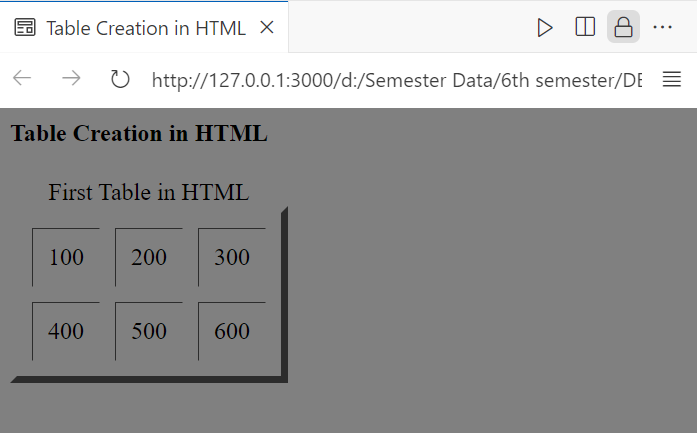 Table Creation in HTML
http://127.0.0.1:3000/d:/Semester Data/6th semester/DE
Table Creation in HTML
First Table in HTML
100 200 300
400 500 600